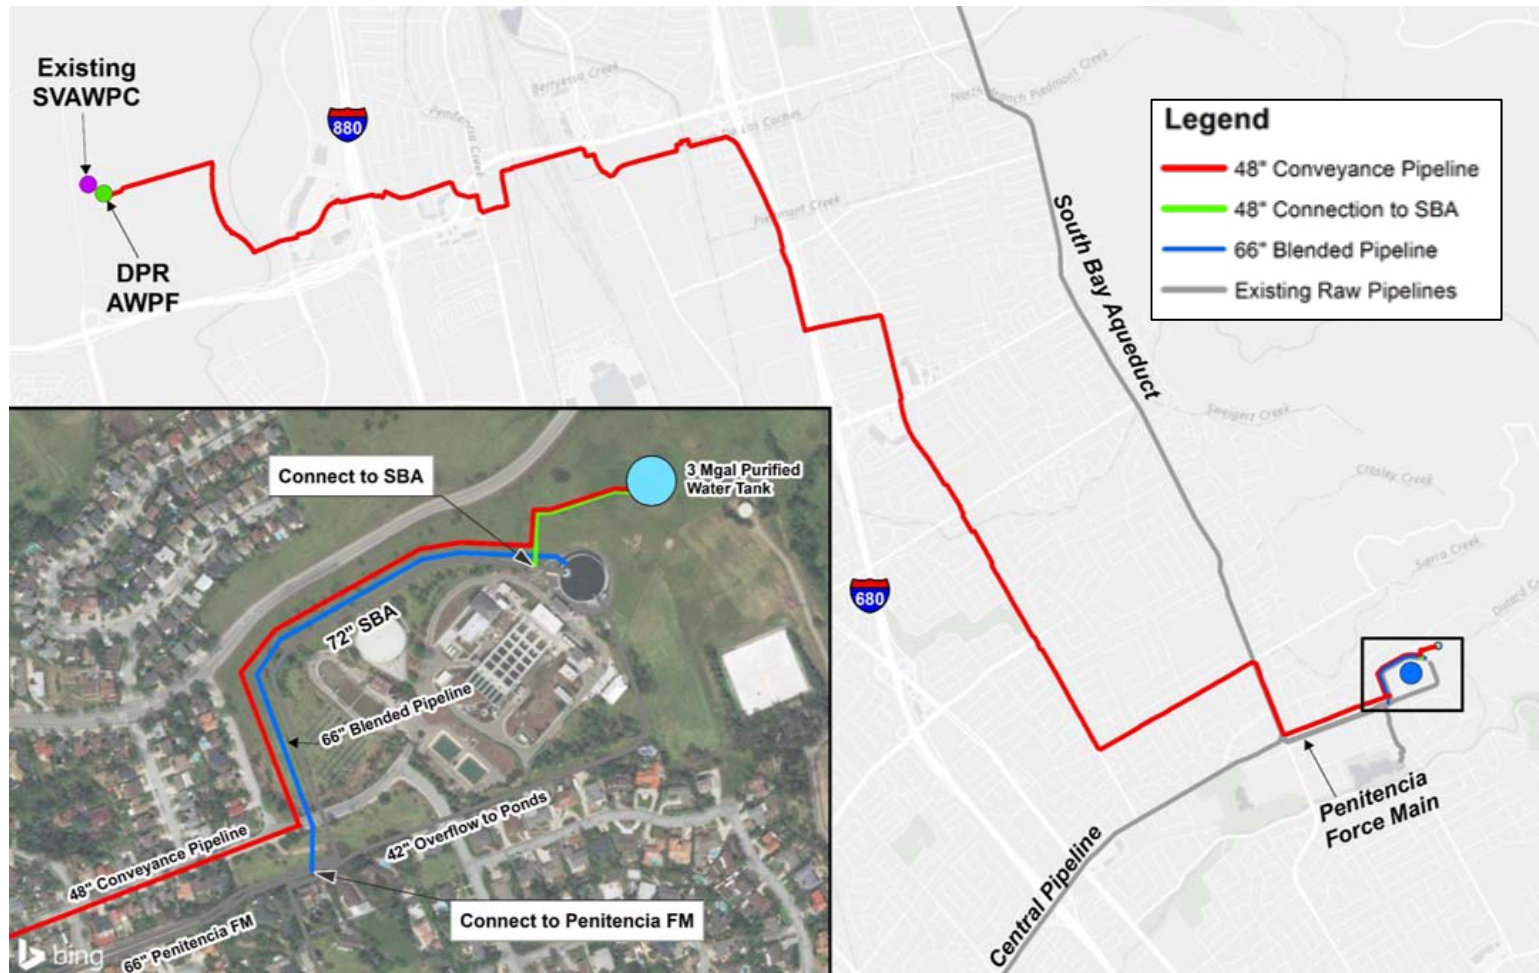 Existing
SVAWPC
DPR
AWPF
880
Penitencia Creek
Berryessa Creek
De Los Coches
North Branch Piedmont Creek
Piedmont Creek
South Bay Aqueduct
Legend
48" Conveyance Pipeline
48" Connection to SBA
66" Blended Pipeline
Existing Raw Pipelines
Sweigert Creek
Crosley Creek
Sierra Creek
680
Penitencia
Force Main
Central Pipeline
Connect to SBA
3 Mgal Purified
Water Tank
72" SBA
66" Blended Pipeline
42" Overflow to Ponds
48" Conveyance Pipeline
Connect to Penitencia FM
66" Penitencia FM
bing